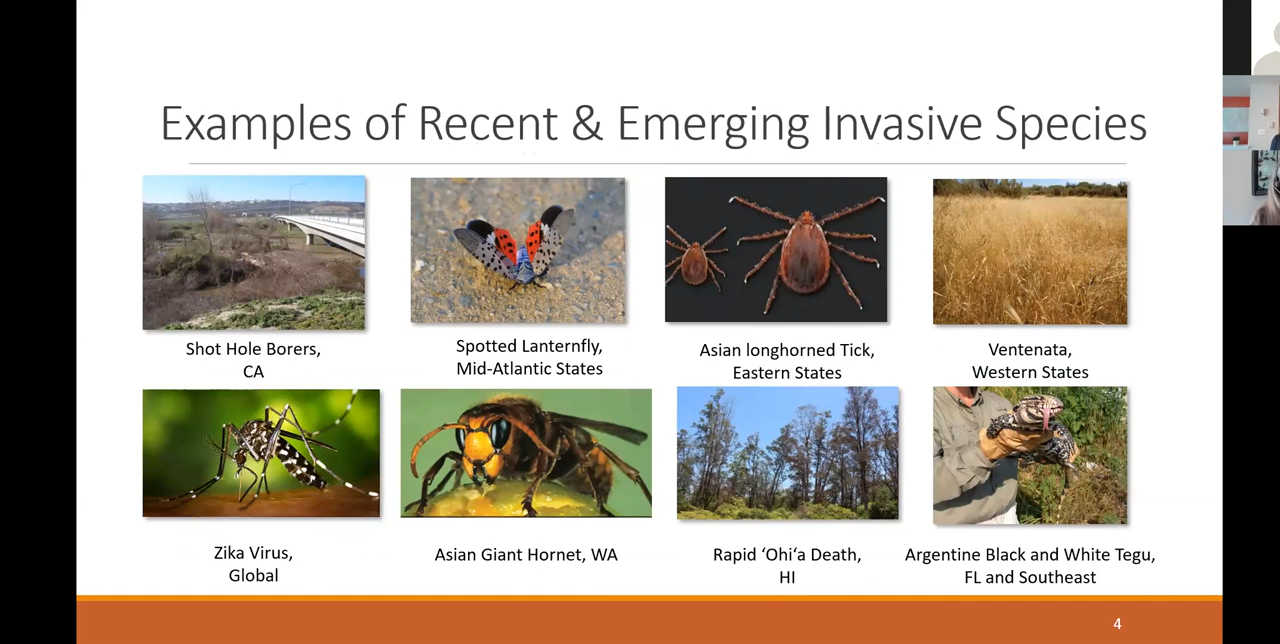 Examples of Recent & Emerging Invasive Species
Shot Hole Borers,
CA
Spotted Lanternfly,
Mid-Atlantic States
Asian longhorned Tick,
Eastern States
Ventenata,
Western States
Zika Virus,
Global
Asian Giant Hornet, WA
Rapid ‘Ohi‘a Death,
HI
Argentine Black and White Tegu,
FL and Southeast
4